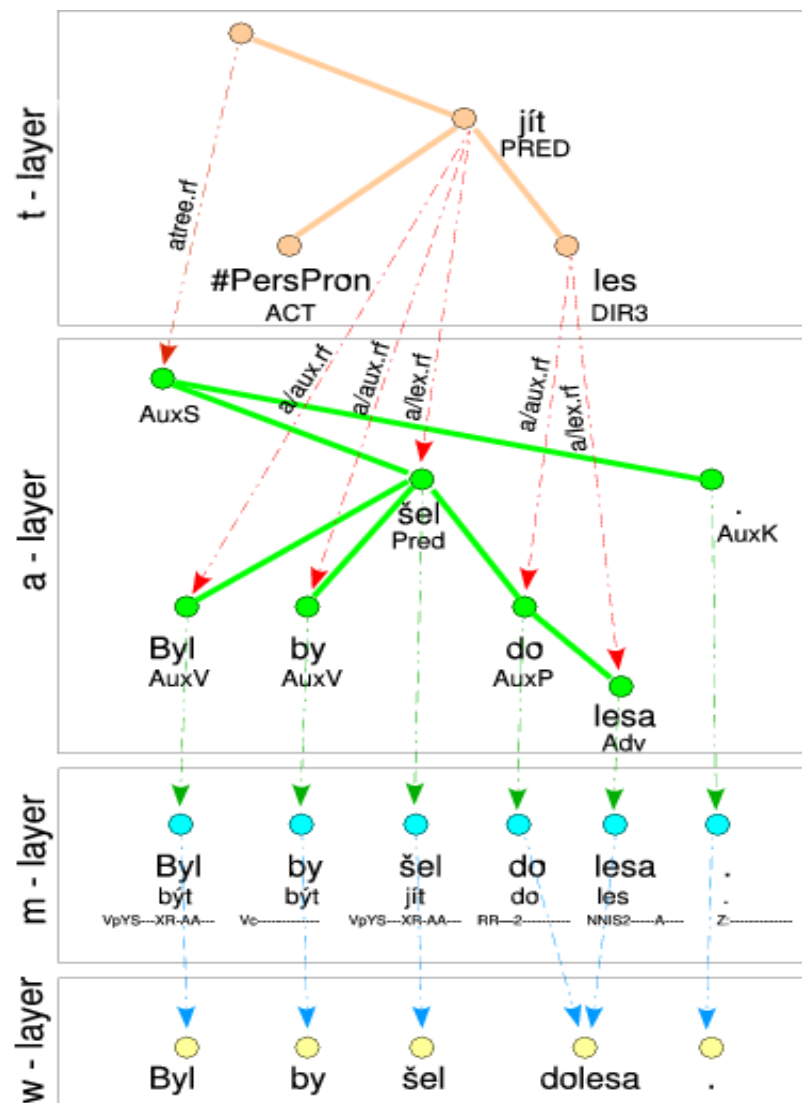 t - layer
jít
PRED
atree.rf
#PersPron
ACT
les
DIR3
a - layer
AuxS
a/aux.rf
a/aux.rf
a/lex.rf
a/aux.rf
a/lex.rf
šel
Pred
.
AuxK
Byl
AuxV
by
AuxV
do
AuxP
lesa
Adv
m - layer
Byl by šel do lesa .
být být jít do les .
VpYS---XR-AA--- Vc------------- VpYS---XR-AA--- RR---2---------- NNIS2-----A---- Z:-------------
w - layer
Byl by šel dolesa .